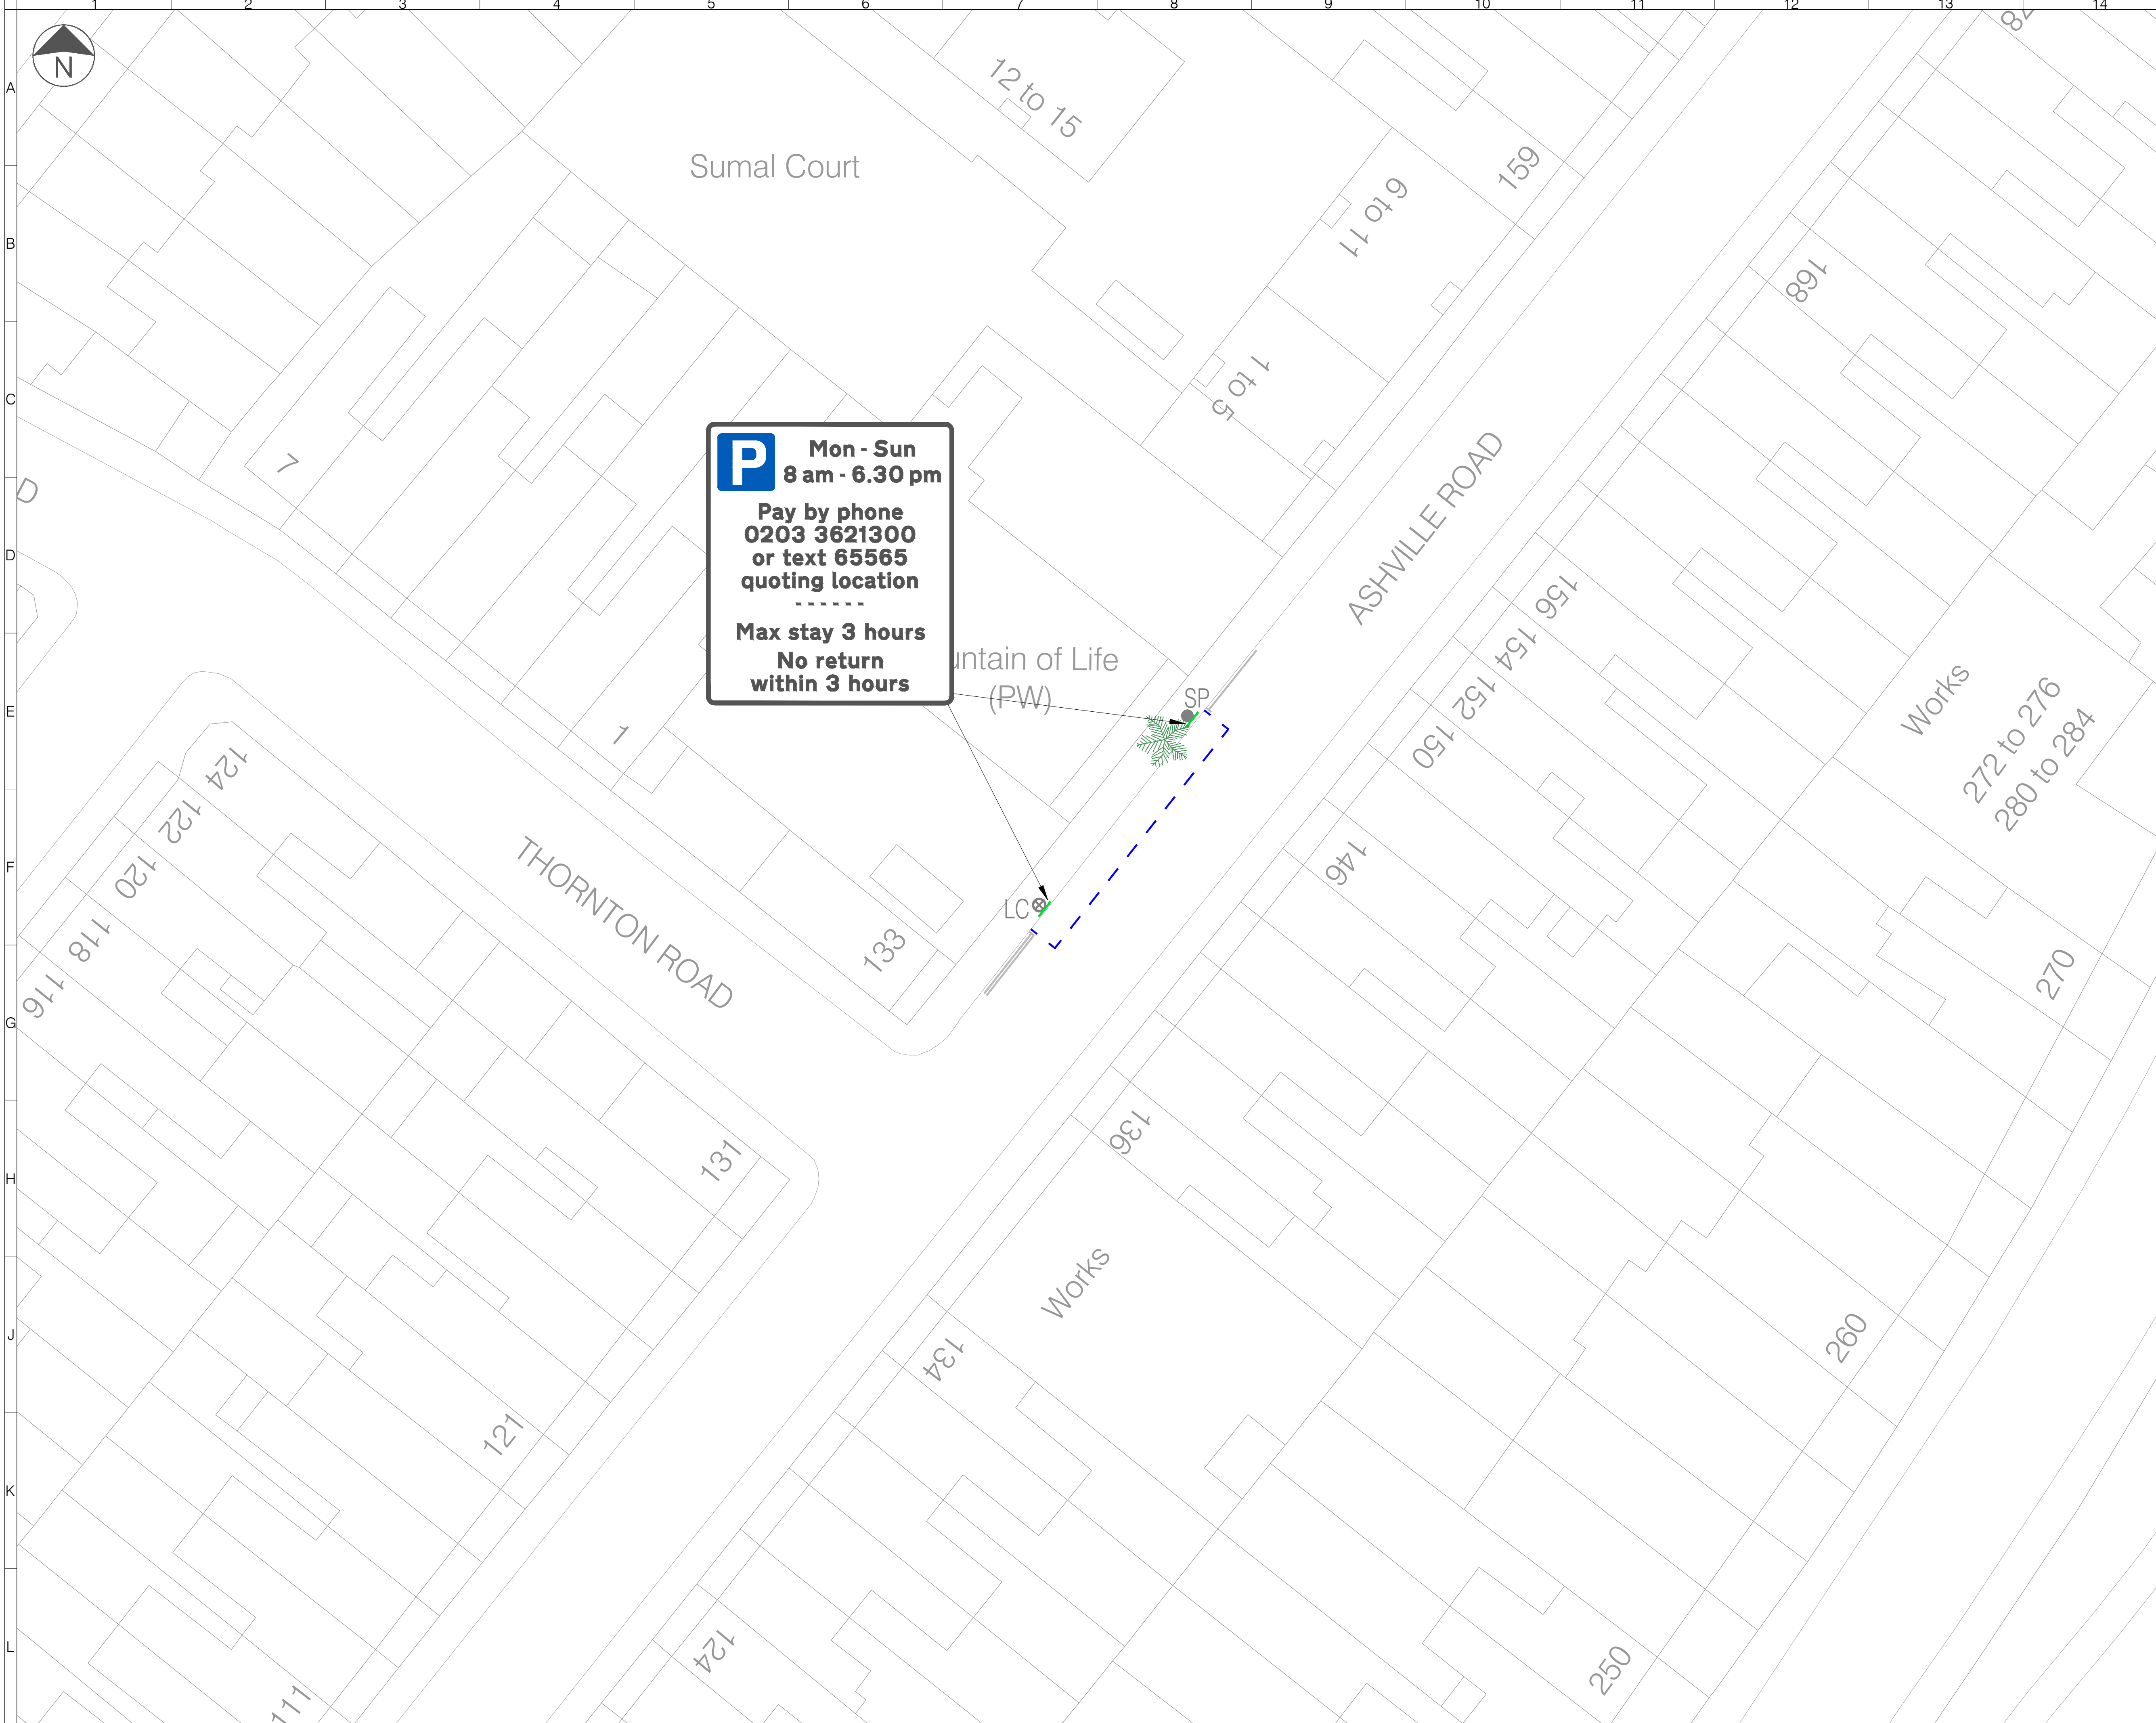 1 2 3 4 5 6 7 8 9 10 11 12 13 14
A
B
C
D
E
F
G
H
J
K
L
N
12 to 15
Sumal Court
6 to 11
159
168
78
1 to 5
7
D
ASHVILLE ROAD
P
Mon - Sun
8 am - 6.30 pm
Pay by phone
0203 3621300
or text 65565
quoting location
- - - - - -
Max stay 3 hours
No return
within 3 hours
untain of Life
(PW)
SP
LC
156
154
152
150
146
Works
272 to 276
280 to 284
1
124
122
120
118
116
THORNTON ROAD
133
270
131
136
Works
134
260
121
124
250
111